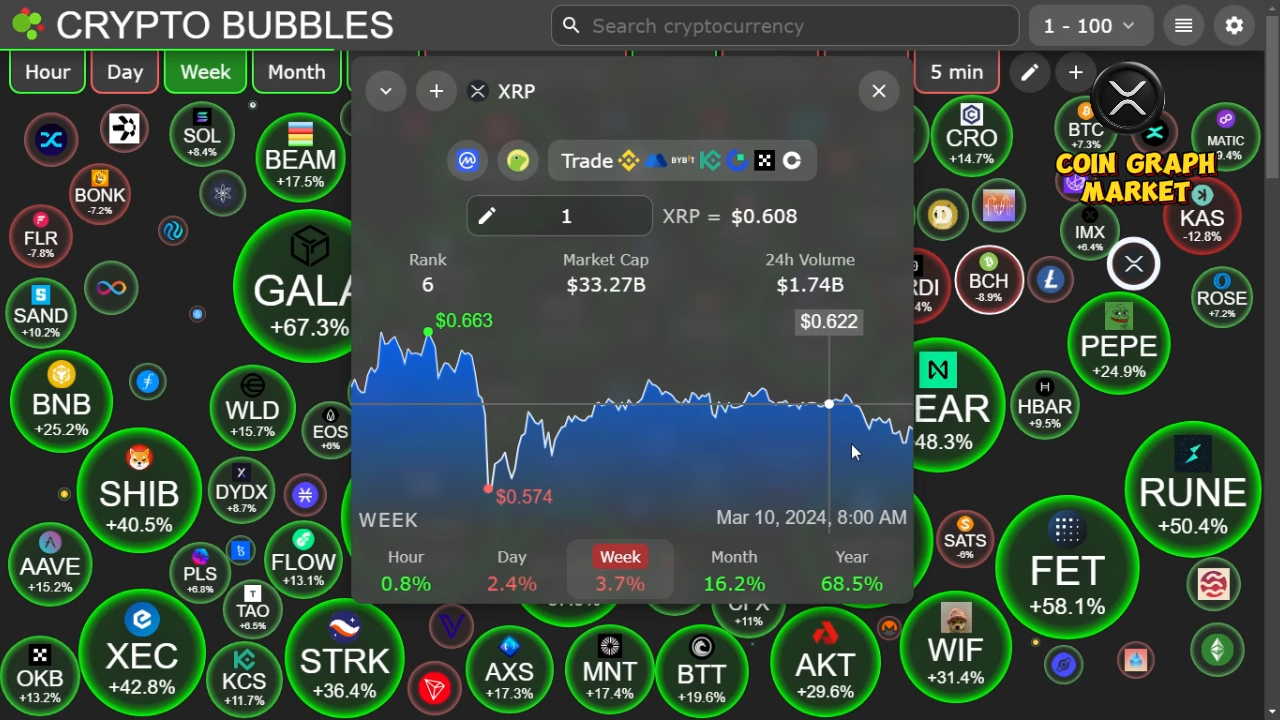 CRYPTO BUBBLES
Search cryptocurrency
1 - 100
Hour
Day
Week
Month
5 min
XRP
Trade
BYBIT
1
XRP = $0.608
Rank
6
Market Cap
$33.27B
24h Volume
$1.74B
$0.663
$0.622
$0.574
WEEK
Mar 10, 2024, 8:00 AM
Hour
0.8%
Day
2.4%
Week
3.7%
Month
16.2%
Year
68.5%
COIN GRAPH
MARKET
SOL
+8.4%
BEAM
+17.5%
BONK
-7.2%
FLR
-7.8%
GALA
+67.3%
SAND
+10.2%
BNB
+25.2%
WLD
+15.7%
EOS
+6%
SHIB
+40.5%
DYDX
+8.7%
AAVE
+15.2%
PLS
+6.8%
FLOW
+13.1%
TAO
+6.5%
OKB
+13.2%
XEC
+42.8%
KCS
+11.7%
STRK
+36.4%
AXS
+17.3%
MNT
+17.4%
BTT
+19.6%
+11%
AKT
+29.6%
WIF
+31.4%
CRO
+14.7%
BTC
+7.3%
MATIC
9.4%
KAS
-12.8%
IMX
+6.4%
BCH
-8.9%
ROSE
+7.2%
PEPE
+24.9%
EAR
48.3%
HBAR
+9.5%
RUNE
+50.4%
SATS
-6%
FET
+58.1%